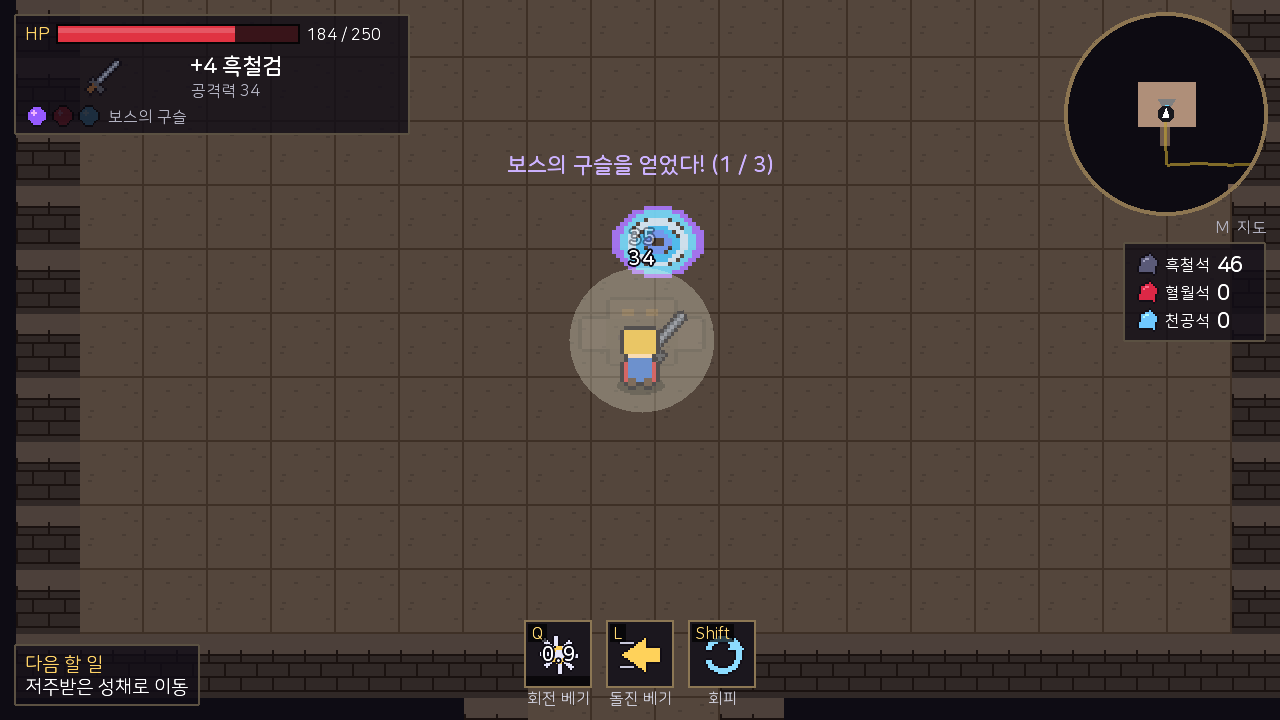 HP 184 / 250
+4 흑철검
공격력 34
보스의 구슬
보스의 구슬을 얻었다! (1 / 3)
35
34
M 지도
흑철석 46
혈월석 0
천공석 0
다음 할 일
저주받은 성채로 이동
Q
0.9
회전 베기
L
돌진 베기
Shift
회피